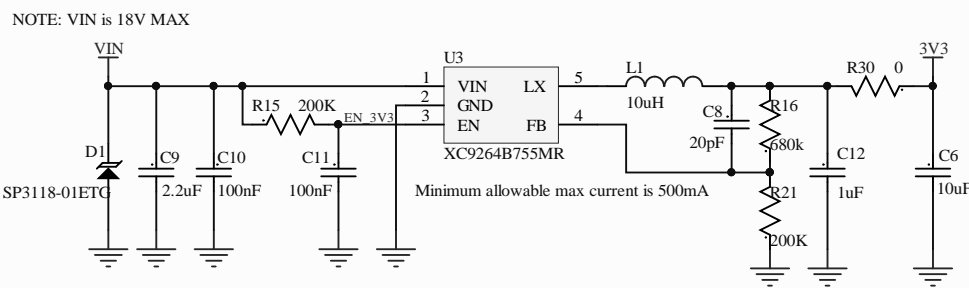 NOTE: VIN is 18V MAX
VIN
U3
3V3
1
VIN
LX
5
L1
R30
0
2
GND
10uH
R15
200K
EN_3V3
3
EN
FB
4
C8
R16
20pF
680k
XC9264B755MR
D1
C9
C10
C11
C12
C6
SP3118-01ETG
2.2uF
100nF
100nF
Minimum allowable max current is 500mA
R21
1uF
10uF
200K